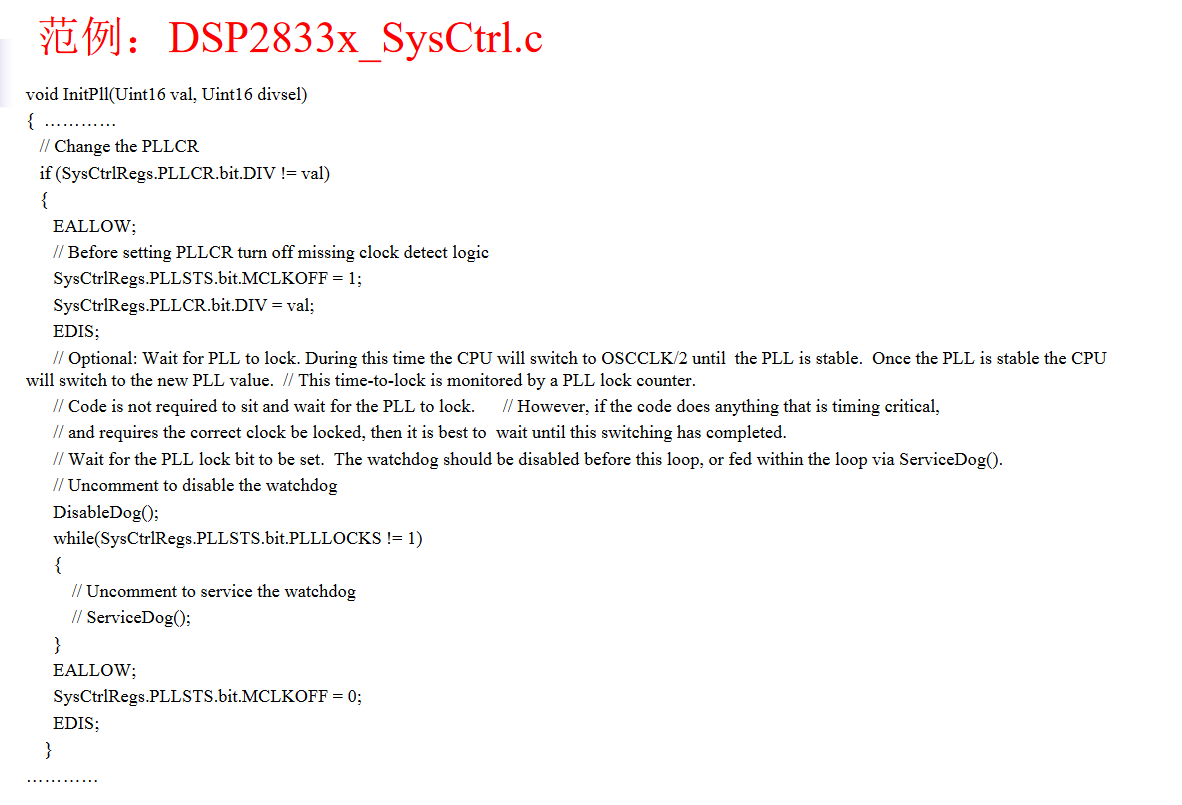 范例：DSP2833x_SysCtrl.c
void InitPll(Uint16 val, Uint16 divsel)
{ …………
// Change the PLLCR
if (SysCtrlRegs.PLLCR.bit.DIV != val)
{
EALLOW;
// Before setting PLLCR turn off missing clock detect logic
SysCtrlRegs.PLLSTS.bit.MCLKOFF = 1;
SysCtrlRegs.PLLCR.bit.DIV = val;
EDIS;
// Optional: Wait for PLL to lock. During this time the CPU will switch to OSCCLK/2 until  the PLL is stable.  Once the PLL is stable the CPU
will switch to the new PLL value.  // This time-to-lock is monitored by a PLL lock counter.
// Code is not required to sit and wait for the PLL to lock.      // However, if the code does anything that is timing critical,
// and requires the correct clock be locked, then it is best to  wait until this switching has completed.
// Wait for the PLL lock bit to be set.  The watchdog should be disabled before this loop, or fed within the loop via ServiceDog().
// Uncomment to disable the watchdog
DisableDog();
while(SysCtrlRegs.PLLSTS.bit.PLLLOCKS != 1)
{
// Uncomment to service the watchdog
// ServiceDog();
}
EALLOW;
SysCtrlRegs.PLLSTS.bit.MCLKOFF = 0;
EDIS;
}
…………